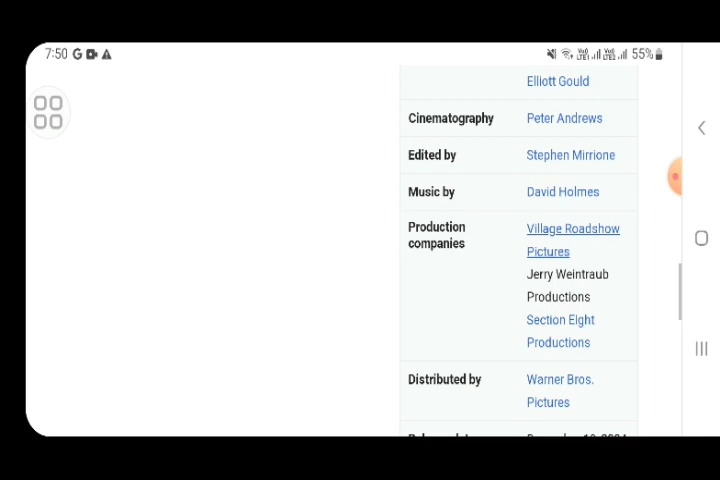 7:50
55%
Elliott Gould
Cinematography Peter Andrews
Edited by Stephen Mirrione
Music by David Holmes
Production companies
Village Roadshow
Pictures
Jerry Weintraub
Productions
Section Eight
Productions
Distributed by Warner Bros.
Pictures